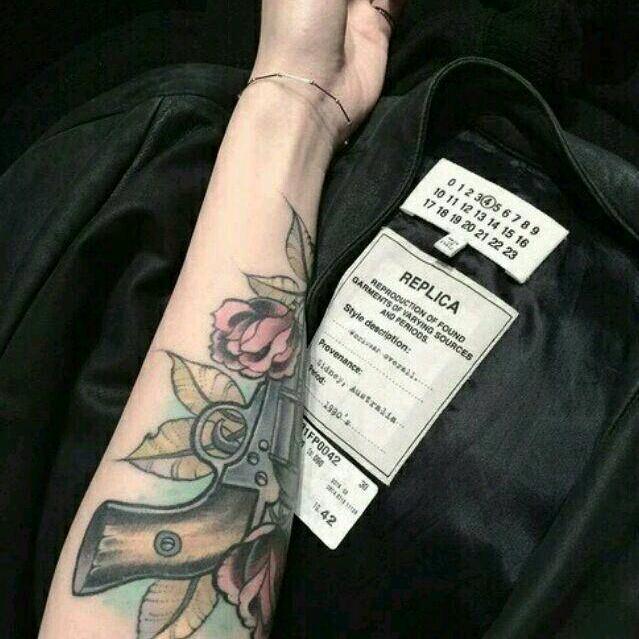 0 1 2 3 4 5 6 7 8 9
10 11 12 13 14 15 16
17 18 19 20 21 22 23
REPLICA
REPRODUCTION OF FOUND
GARMENTS OF VARYING SOURCES
AND PERIODS.
Style description:
Provenance:
Sidney, Australia
Period:
1990's
1FP0042
30
42